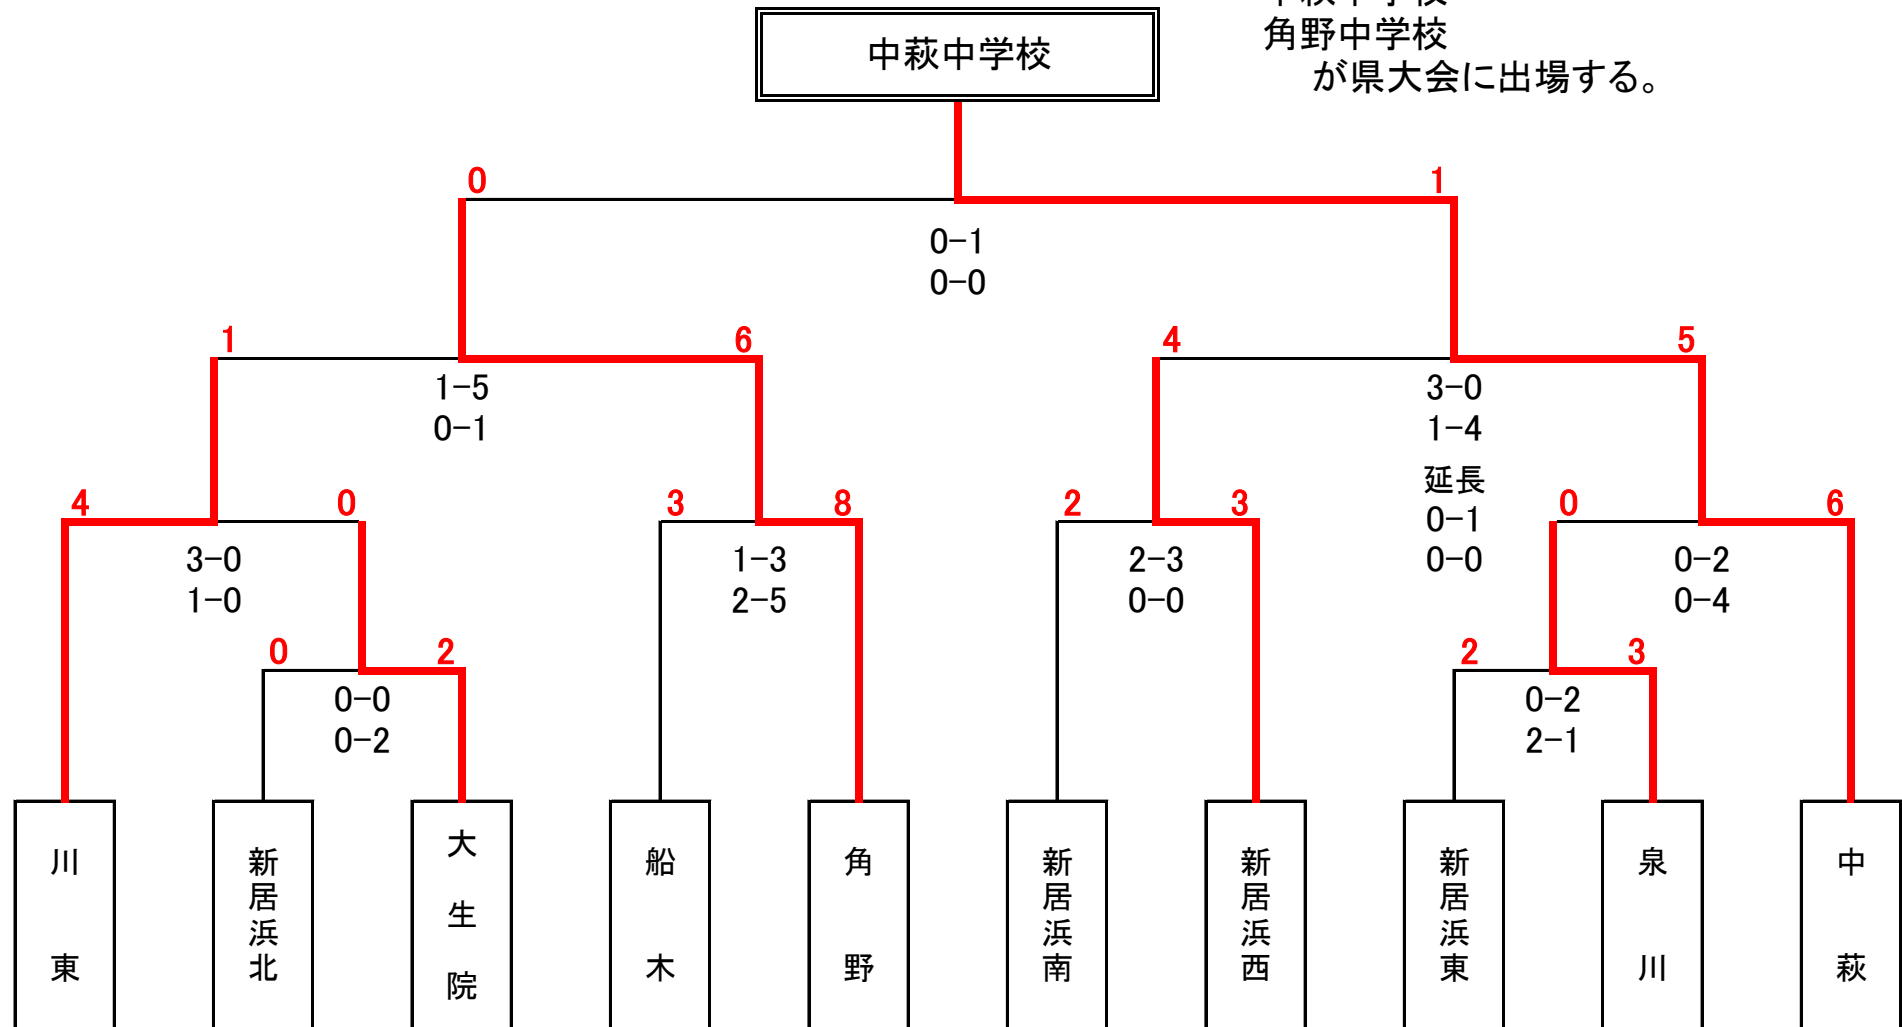 中萩中学校
角野中学校
が県大会に出場する。
0 1
0-1
0-0
1 6
1-5
0-1
4 5
3-0
1-4
延長
0-1
0-0
4 0
3-0
1-0
3 8
1-3
2-5
2 3
2-3
0-0
0 6
0-2
0-4
0 2
0-0
0-2
2 3
0-2
2-1
川東
新居浜北
大生院
船木
角野
新居浜南
新居浜西
新居浜東
泉川
中萩